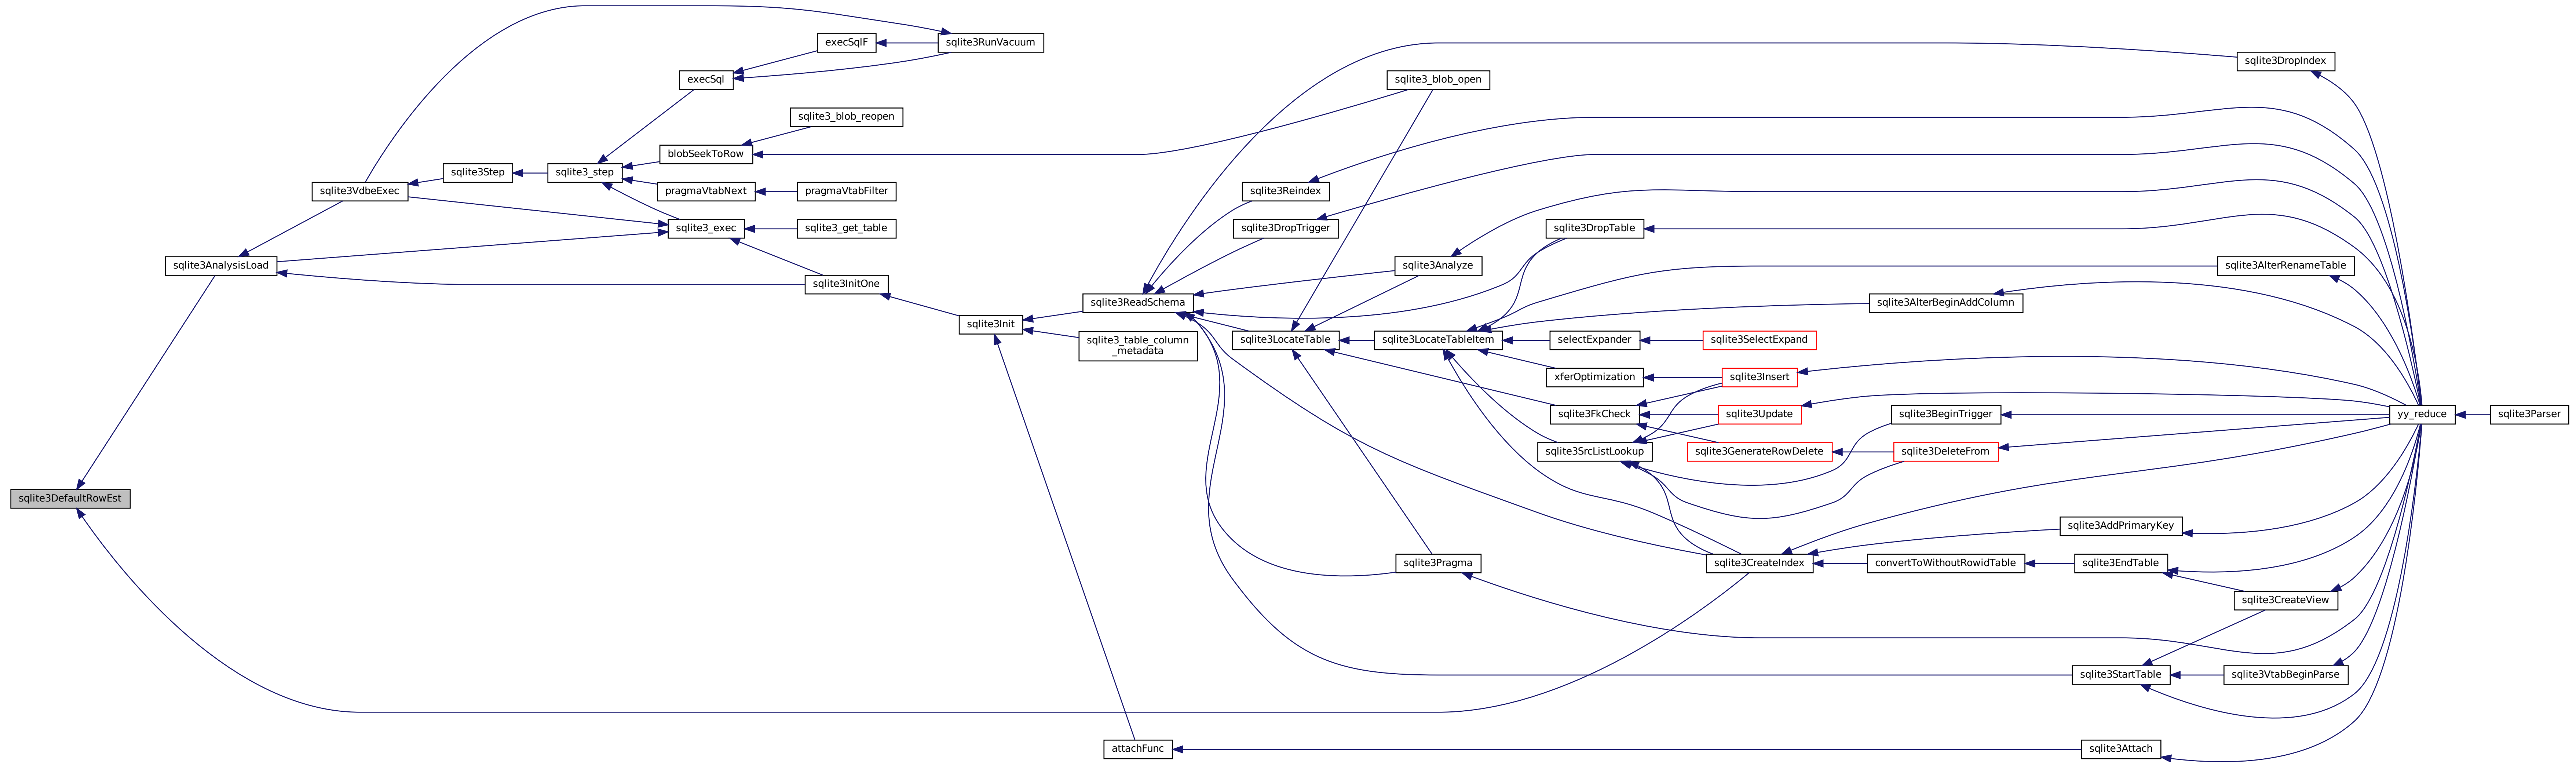 sqlite3DefaultRowEst
sqlite3AnalysisLoad
sqlite3VdbeExec
sqlite3Step
sqlite3_step
execSql
execSqlF
sqlite3RunVacuum
blobSeekToRow
sqlite3_blob_reopen
pragmaVtabNext
pragmaVtabFilter
sqlite3_exec
sqlite3_get_table
sqlite3InitOne
sqlite3Init
sqlite3ReadSchema
sqlite3_table_column
_metadata
attachFunc
sqlite3_blob_open
sqlite3Reindex
sqlite3DropTrigger
sqlite3Analyze
sqlite3LocateTable
sqlite3LocateTableItem
sqlite3DropTable
selectExpander
sqlite3SelectExpand
xferOptimization
sqlite3Insert
sqlite3FkCheck
sqlite3Update
sqlite3SrcListLookup
sqlite3GenerateRowDelete
sqlite3Pragma
sqlite3CreateIndex
sqlite3DropIndex
sqlite3AlterRenameTable
sqlite3AlterBeginAddColumn
sqlite3BeginTrigger
sqlite3DeleteFrom
sqlite3AddPrimaryKey
convertToWithoutRowidTable
sqlite3EndTable
sqlite3CreateView
sqlite3StartTable
sqlite3VtabBeginParse
sqlite3Attach
yy_reduce
sqlite3Parser